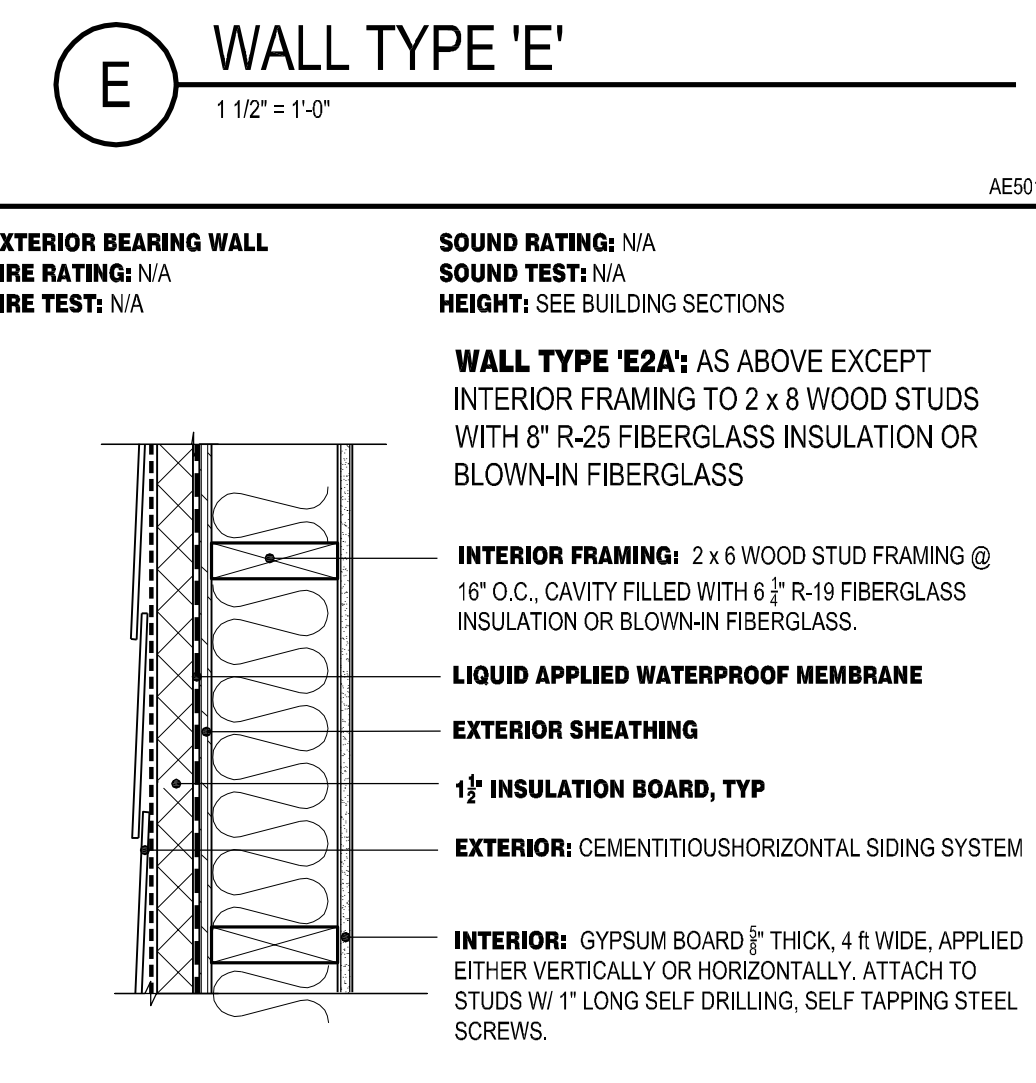 E
WALL TYPE 'E'
1 1/2" = 1'-0"
AE501
XTERIOR BEARING WALL
IRE RATING: N/A
IRE TEST: N/A
SOUND RATING: N/A
SOUND TEST: N/A
HEIGHT: SEE BUILDING SECTIONS
WALL TYPE 'E2A': AS ABOVE EXCEPT
INTERIOR FRAMING TO 2 x 8 WOOD STUDS
WITH 8" R-25 FIBERGLASS INSULATION OR
BLOWN-IN FIBERGLASS
INTERIOR FRAMING: 2 x 6 WOOD STUD FRAMING @
16" O.C., CAVITY FILLED WITH 6 1/4" R-19 FIBERGLASS
INSULATION OR BLOWN-IN FIBERGLASS.
LIQUID APPLIED WATERPROOF MEMBRANE
EXTERIOR SHEATHING
1 1/2" INSULATION BOARD, TYP
EXTERIOR: CEMENTITIOUSHORIZONTAL SIDING SYSTEM
INTERIOR: GYPSUM BOARD 5/8" THICK, 4 ft WIDE, APPLIED
EITHER VERTICALLY OR HORIZONTALLY. ATTACH TO
STUDS W/ 1" LONG SELF DRILLING, SELF TAPPING STEEL
SCREWS.